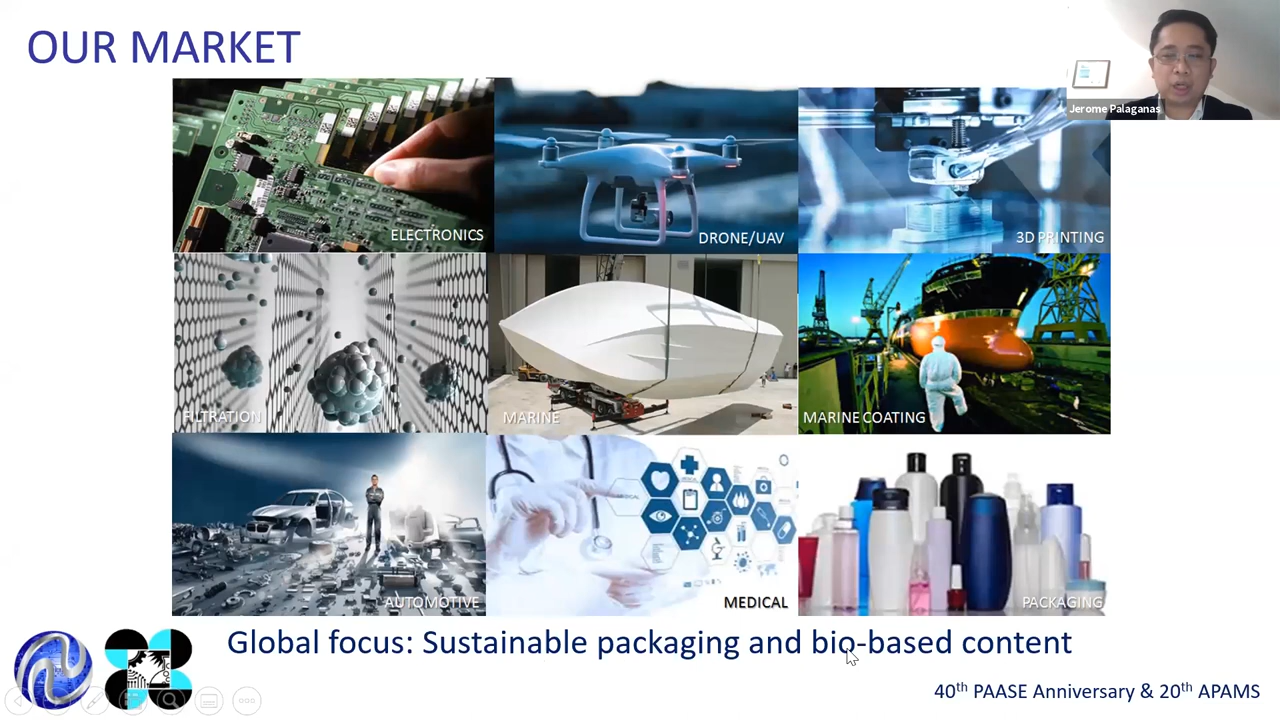 OUR MARKET
Jerome Palaganas
ELECTRONICS
DRONE/UAV
3D PRINTING
FILTRATION
MARINE
MARINE COATING
AUTOMOTIVE
MEDICAL
MEDICAL
PACKAGING
Global focus: Sustainable packaging and bio-based content
40th PAASE Anniversary & 20th APAMS